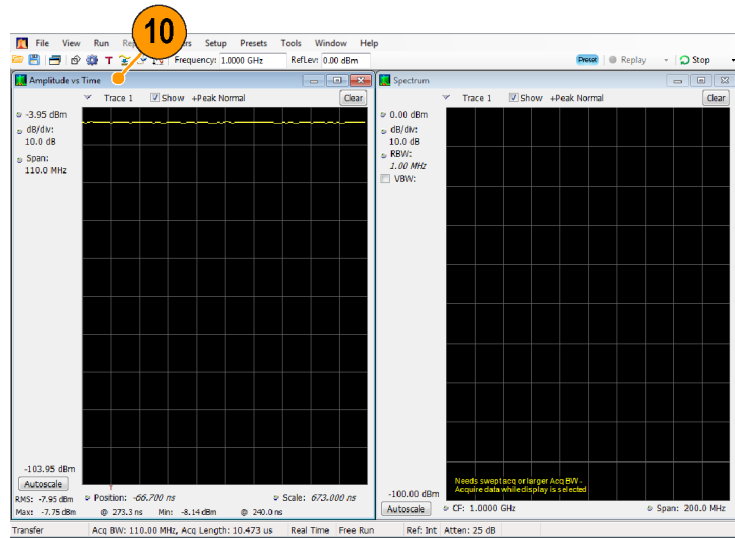 10
File View Run Setup Presets Tools Window Help
Frequency: 1.0000 GHz RefLev: 0.00 dBm Preset Replay Stop
Amplitude vs Time
Trace 1 Show +Peak Normal Clear
-3.95 dBm
dB/div:
10.0 dB
Span:
110.0 MHz
-103.95 dBm
Autoscale
Position: -66.700 ns Scale: 673.000 ns
RMS: -7.95 dBm
Max: -7.75 dBm @ 273.3 ns Min: -8.14 dBm @ 240.0 ns
Spectrum
Trace 1 Show +Peak Normal Clear
0.00 dBm
dB/div:
10.0 dB
RBW:
1.00 MHz
VBW:
Needs swept acq or larger Acq BW -
Acquire data while display is selected
-100.00 dBm
Autoscale CF: 1.0000 GHz Span: 200.0 MHz
Transfer Acq BW: 110.00 MHz, Acq Length: 10.473 us Real Time Free Run Ref: Int Atten: 25 dB